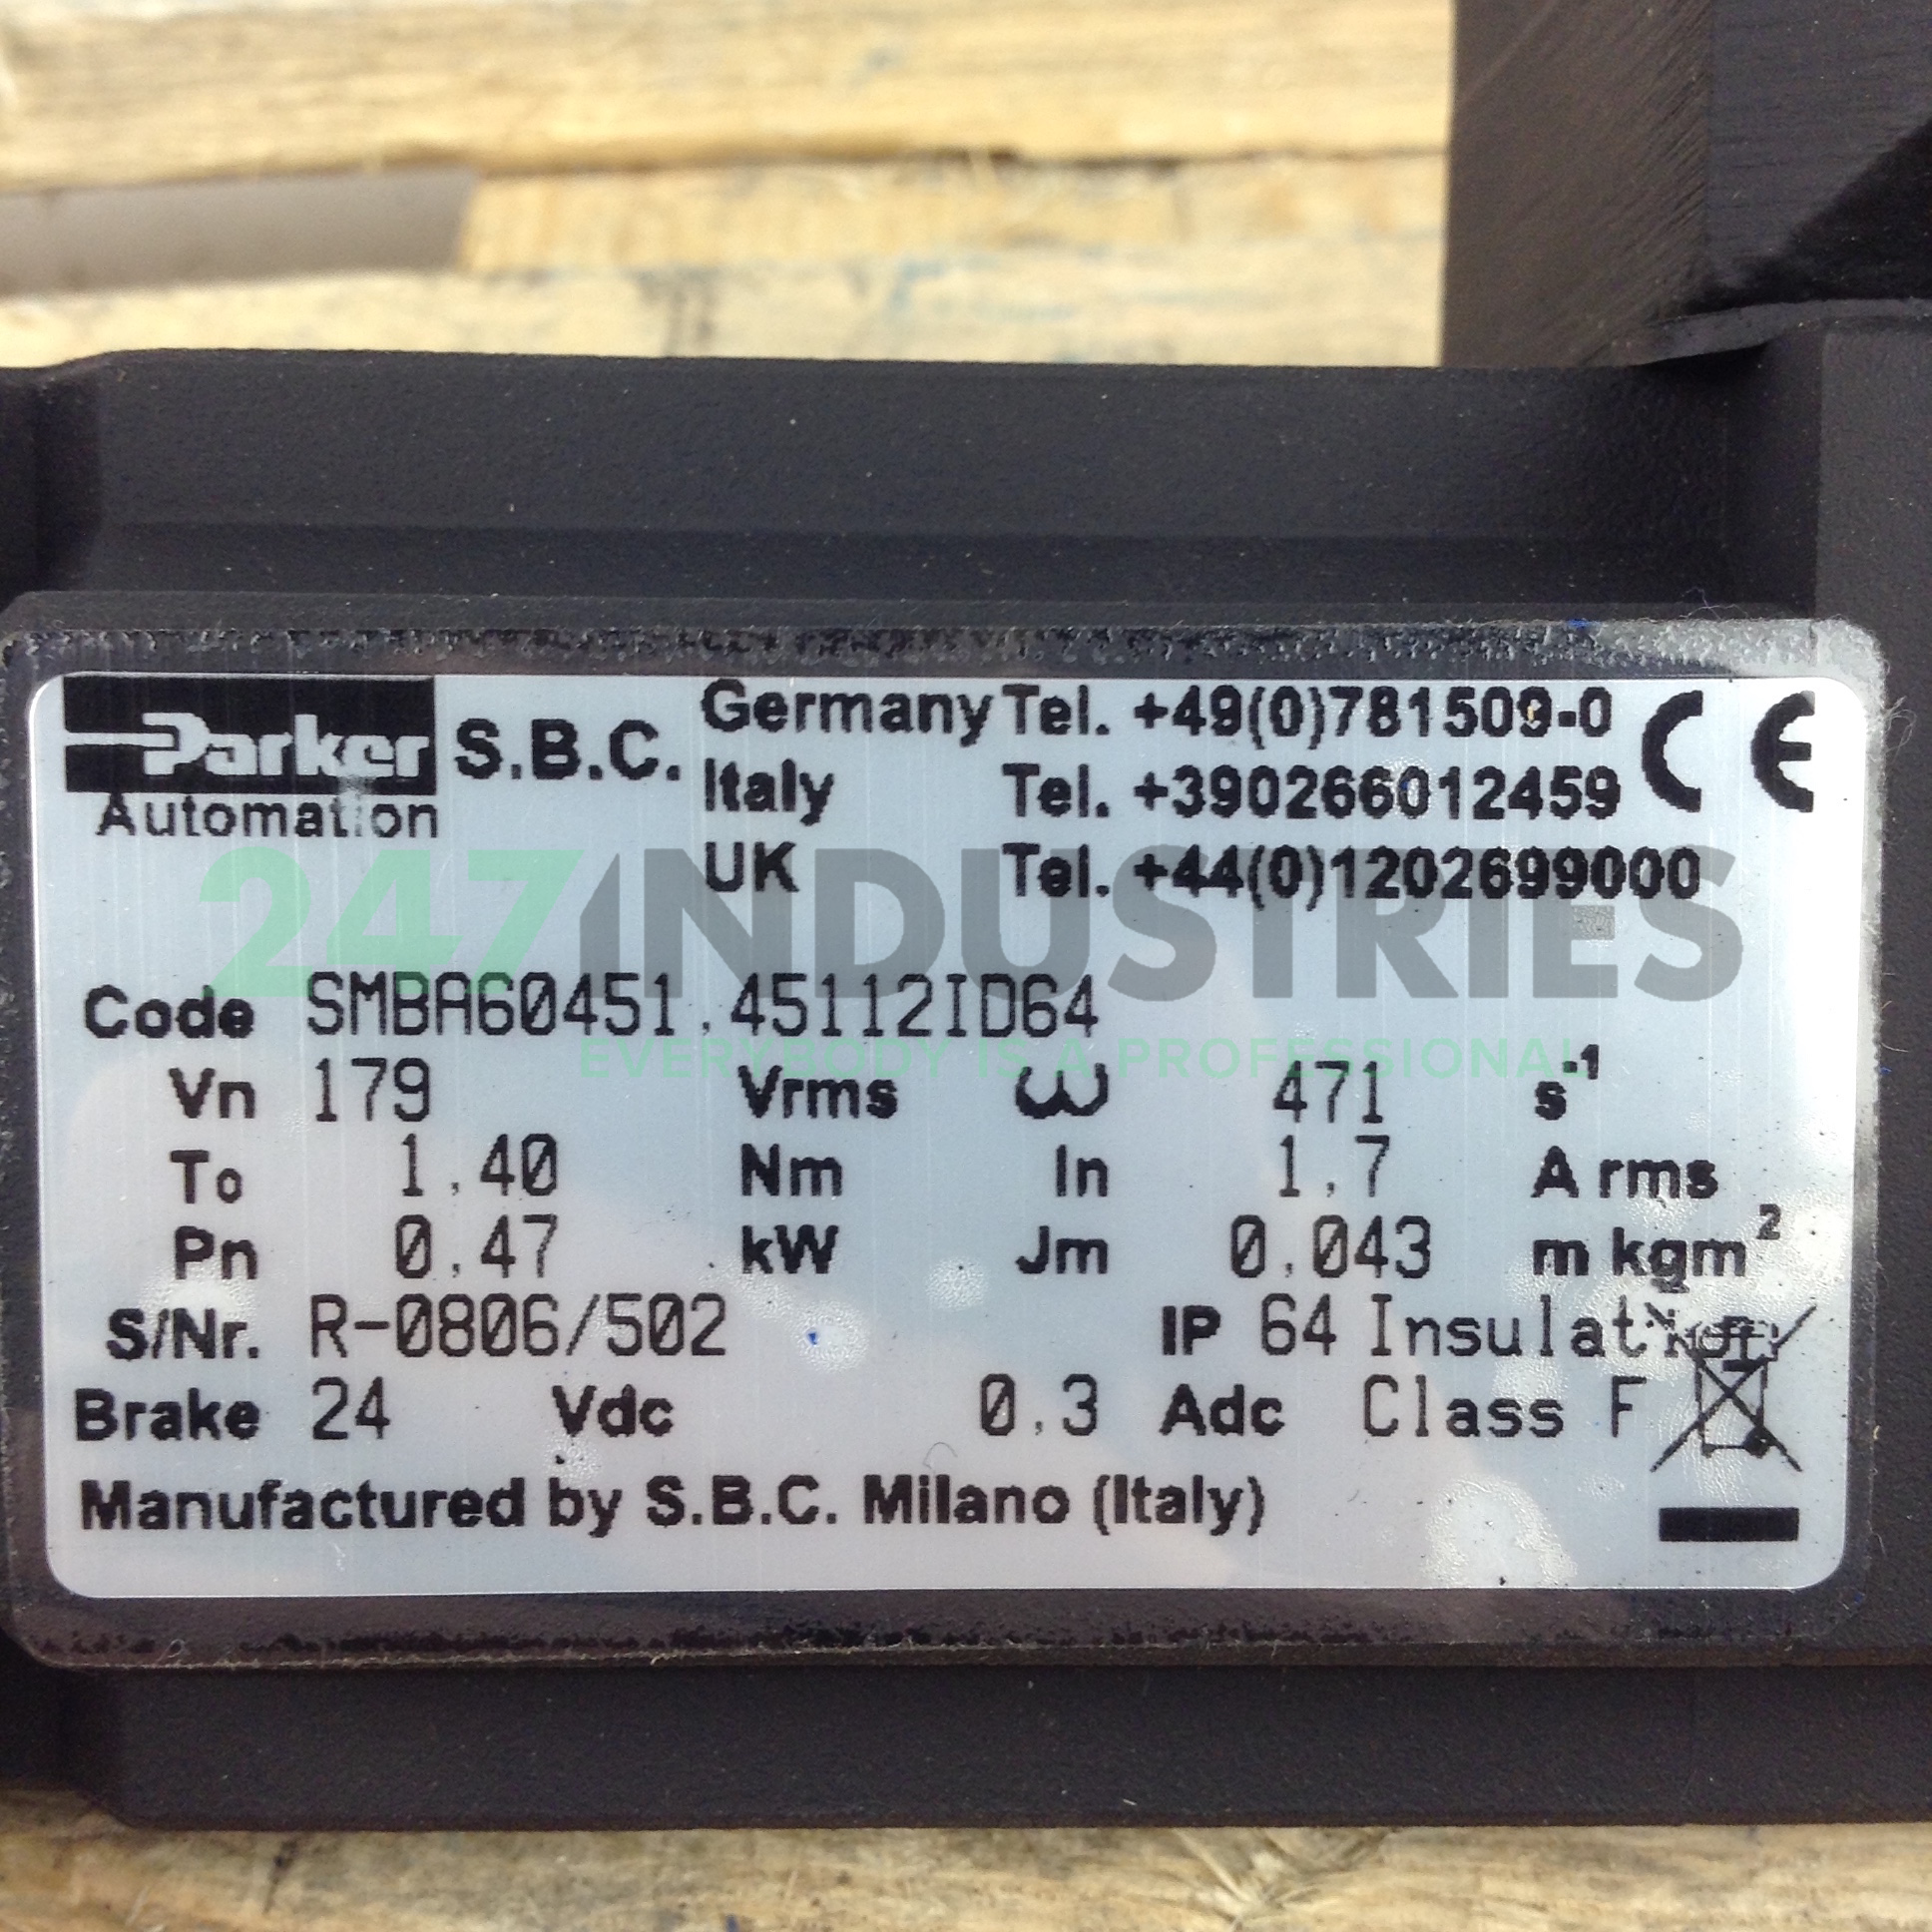 Parker S.B.C. Germany Tel. +49(0)781509-0 CE
Automation Italy Tel. +390266012459
UK Tel. +44(0)1202699000
247INDUSTRIES
EVERYBODY IS A PROFESSIONAL
Code SMBA60451.45112ID64
Vn 179 Vrms ω 471 s⁻¹
To 1.40 Nm In 1.7 A rms
Pn 0.47 kW Jm 0.043 m kgm²
S/Nr. R-0806/502 IP 64 Insulation
Brake 24 Vdc 0.3 Adc Class F
Manufactured by S.B.C. Milano (Italy)